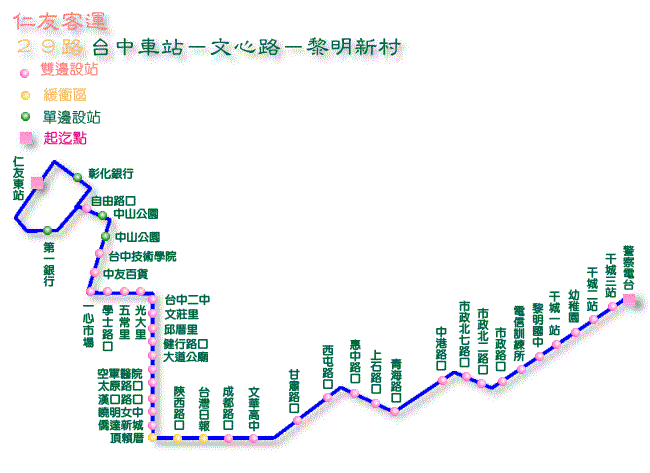 仁友客運
29路 台中車站－文心路－黎明新村
雙邊設站
緩衝區
單邊設站
起迄點
仁友東站
彰化銀行
自由路口
中山公園
中山公園
第一銀行
台中技術學院
中友百貨
一心市場
學士路口
五常里
光大里
台中二中
文莊里
邱厝里
健行路口
大道公廟
空軍醫院
太原路口
漢口路口
曉明女中
僑達新城
頂賴厝
陝西路口
台灣日報
成都路口
文華高中
甘肅路口
西屯路口
惠中路口
上石路口
青海路口
中港路口
市政北七路口
市政北二路口
市政路口
電信訓練所
黎明國中
干城一站
幼稚園
干城二站
干城三站
警察電台